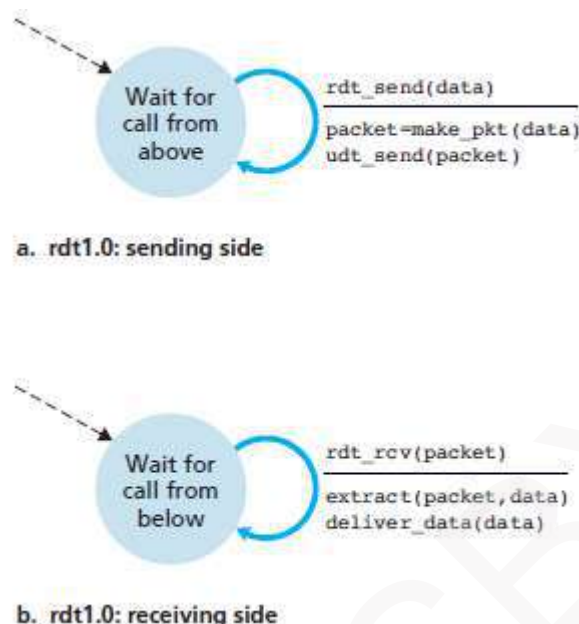 Wait for
call from
above
rdt_send(data)
packet=make_pkt(data)
udt_send(packet)
a. rdt1.0: sending side
Wait for
call from
below
rdt_rcv(packet)
extract(packet,data)
deliver_data(data)
b. rdt1.0: receiving side